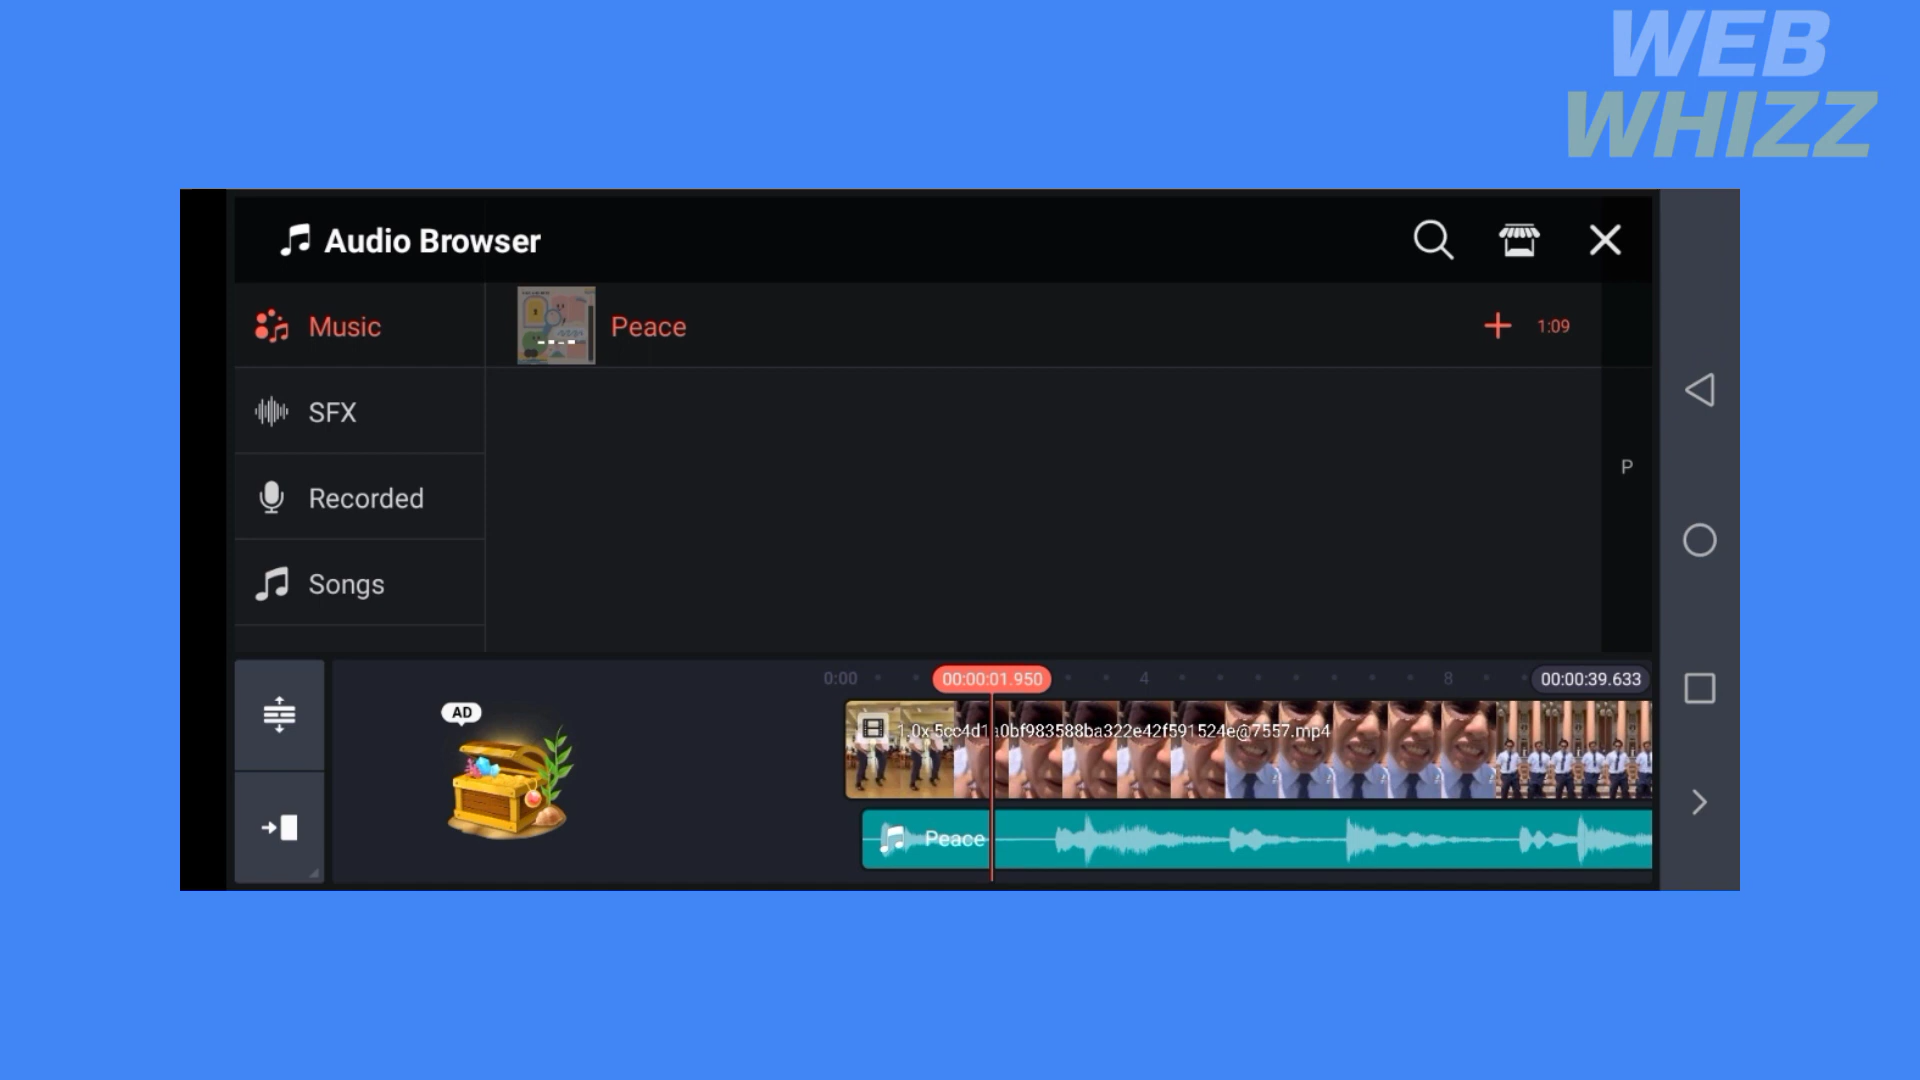 WEB
WHIZZ
Audio Browser
Music
Peace
1:09
SFX
P
Recorded
Songs
0:00
00:00:01.950
4
8
00:00:39.633
AD
1.0x 5cc4d1a0bf983588ba322e42f591524e@7557.mp4
Peace